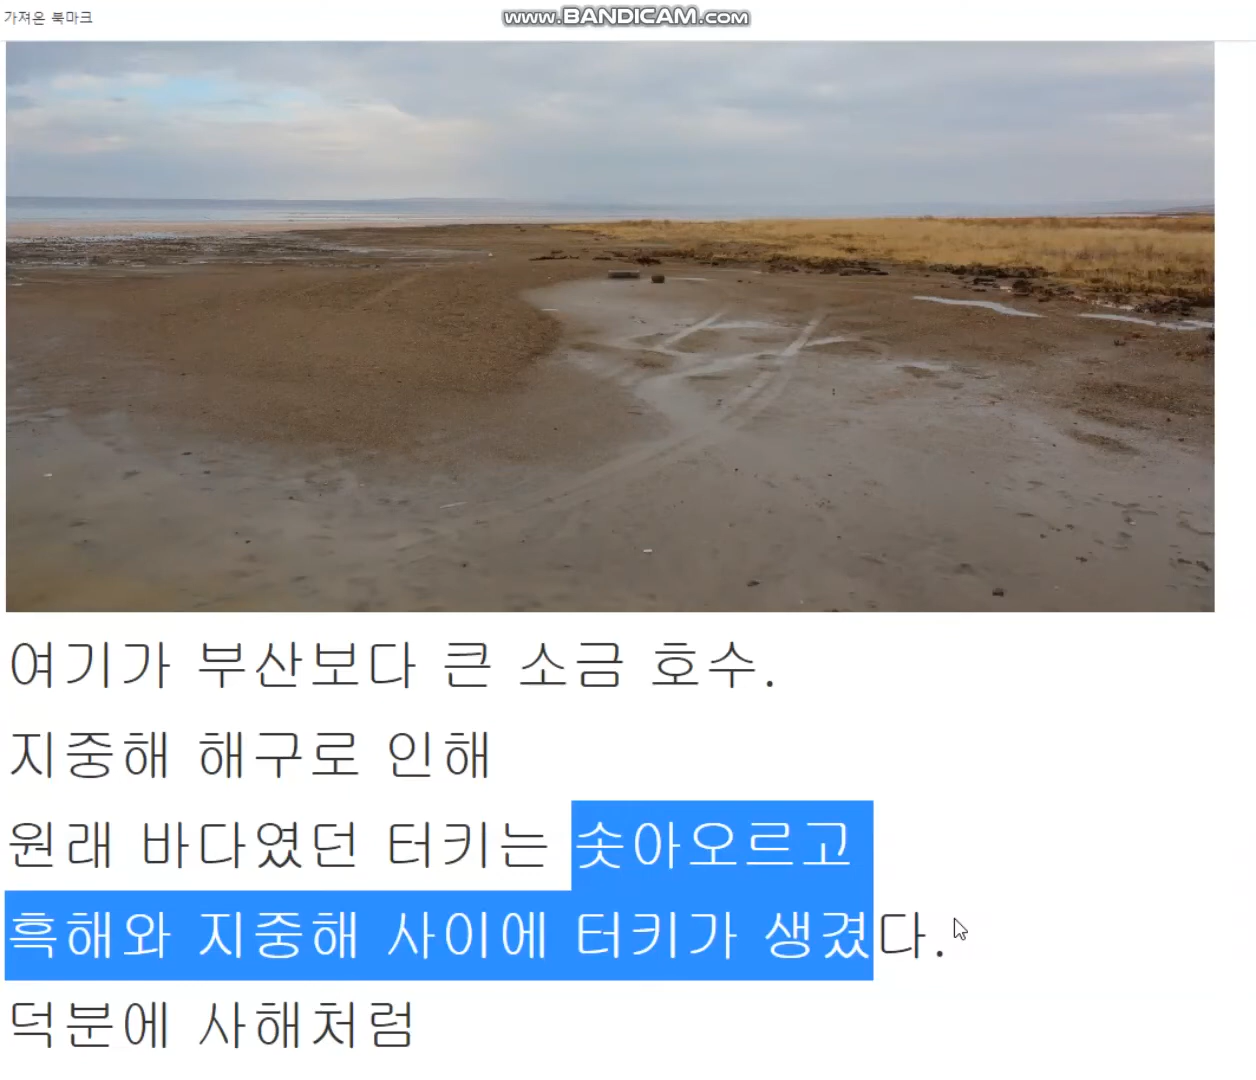 가져온 북마크
www.BANDICAM.com
여기가 부산보다 큰 소금 호수.
지중해 해구로 인해
원래 바다였던 터키는 솟아오르고
흑해와 지중해 사이에 터키가 생겼다.
덕분에 사해처럼